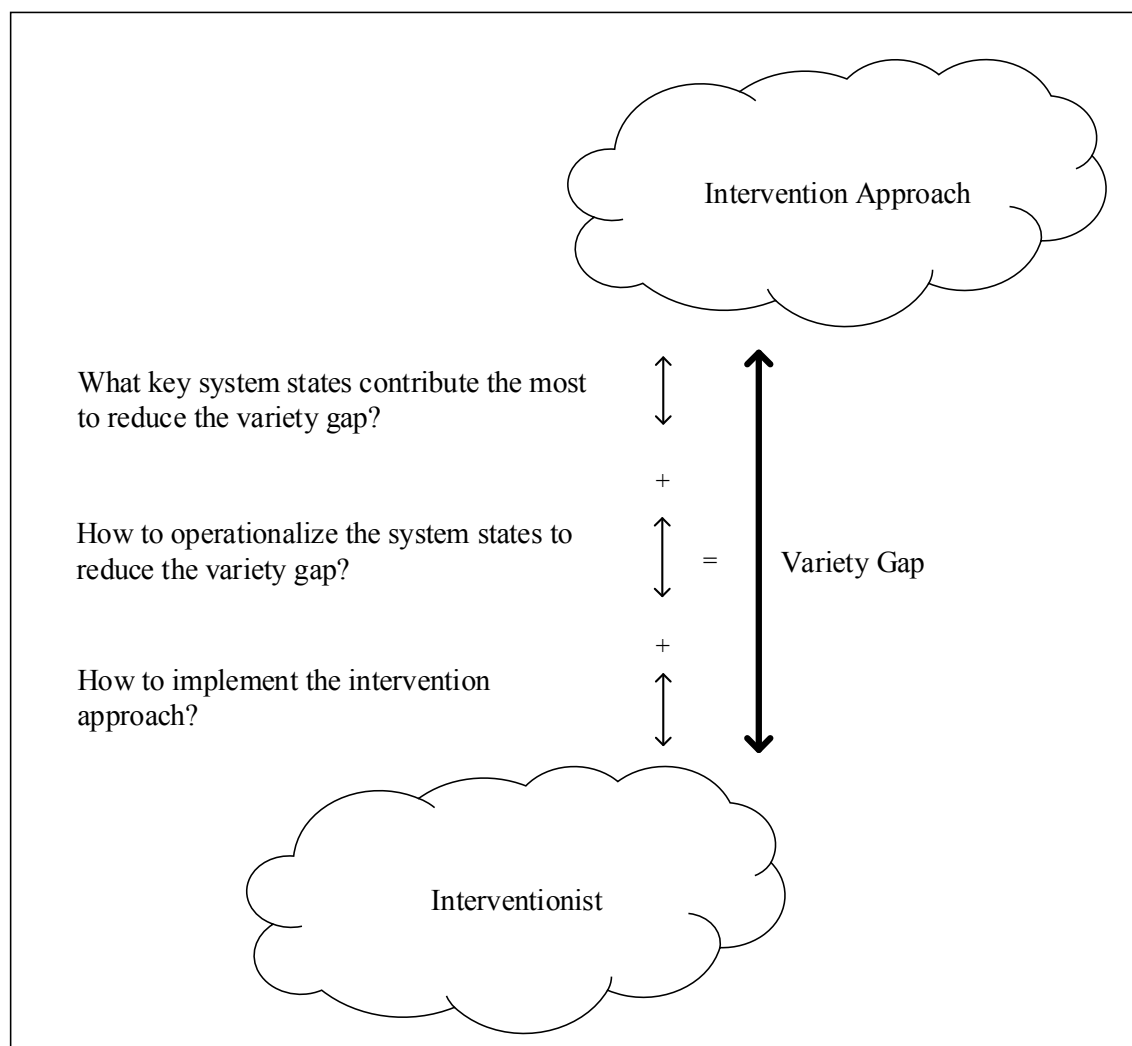 Intervention Approach
What key system states contribute the most
to reduce the variety gap?
+
How to operationalize the system states to
reduce the variety gap?
=
Variety Gap
+
How to implement the intervention
approach?
Interventionist